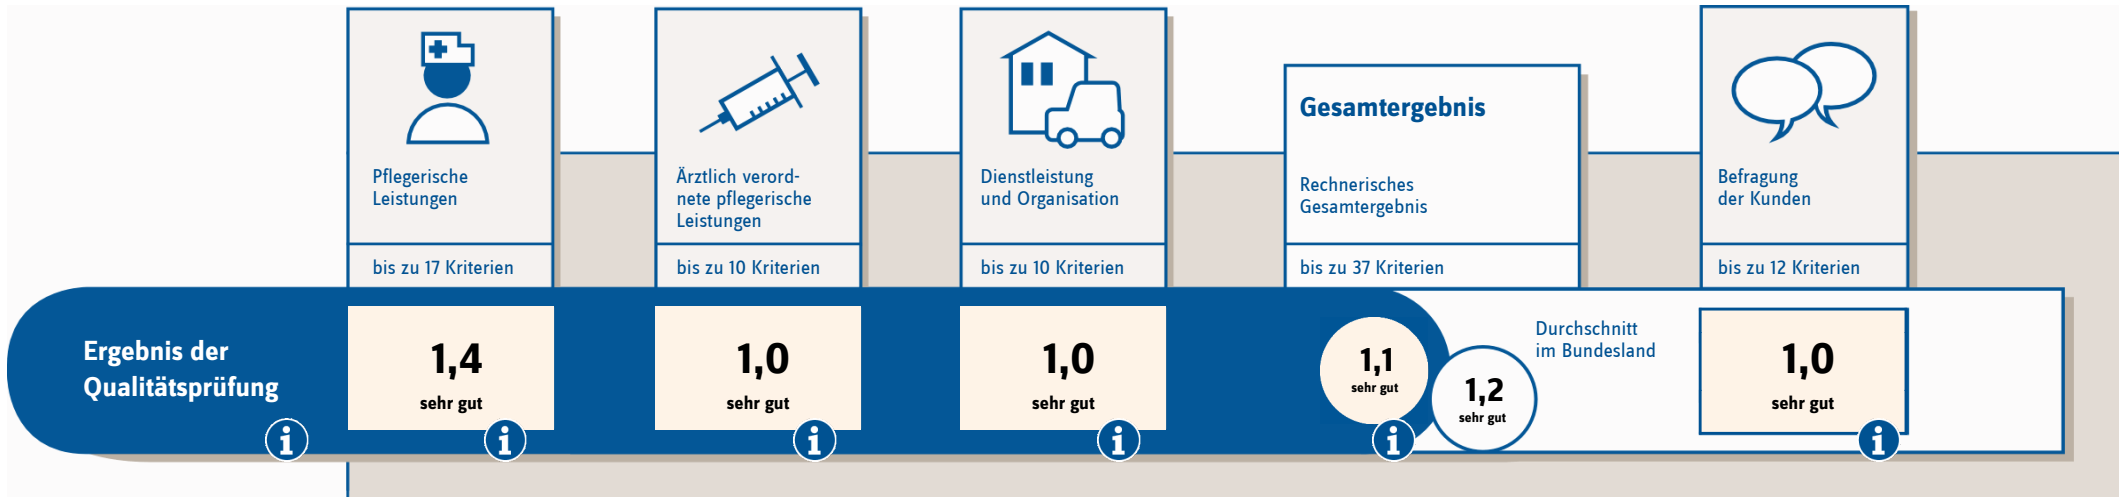 Pflegerische
Leistungen
bis zu 17 Kriterien
Ärztlich verord-
nete pflegerische
Leistungen
bis zu 10 Kriterien
Dienstleistung
und Organisation
bis zu 10 Kriterien
Gesamtergebnis
Rechnerisches
Gesamtergebnis
bis zu 37 Kriterien
Befragung
der Kunden
bis zu 12 Kriterien
Ergebnis der
Qualitätsprüfung
i
1,4
sehr gut
i
1,0
sehr gut
i
1,0
sehr gut
i
1,1
sehr gut
i
1,2
sehr gut
Durchschnitt
im Bundesland
1,0
sehr gut
i